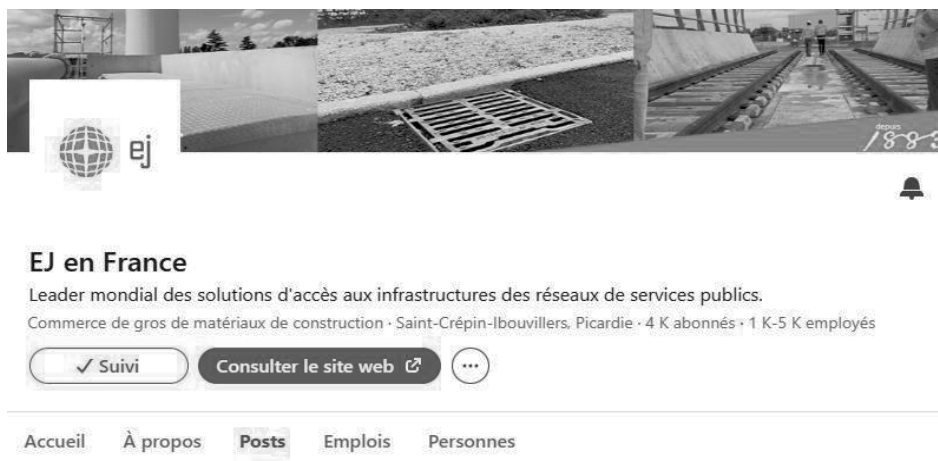 depuis
1883
ej
EJ en France
Leader mondial des solutions d'accès aux infrastructures des réseaux de services publics.
Commerce de gros de matériaux de construction · Saint-Crépin-Ibouvillers, Picardie · 4 K abonnés · 1 K-5 K employés
✓ Suivi Consulter le site web ...
Accueil À propos Posts Emplois Personnes